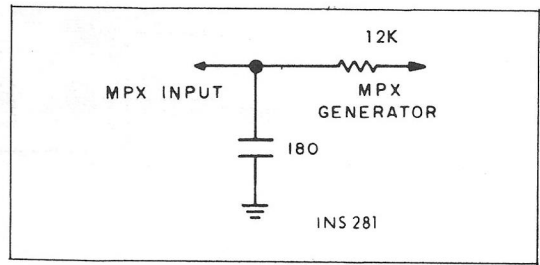 12K
MPX INPUT
MPX
GENERATOR
180
INS 281